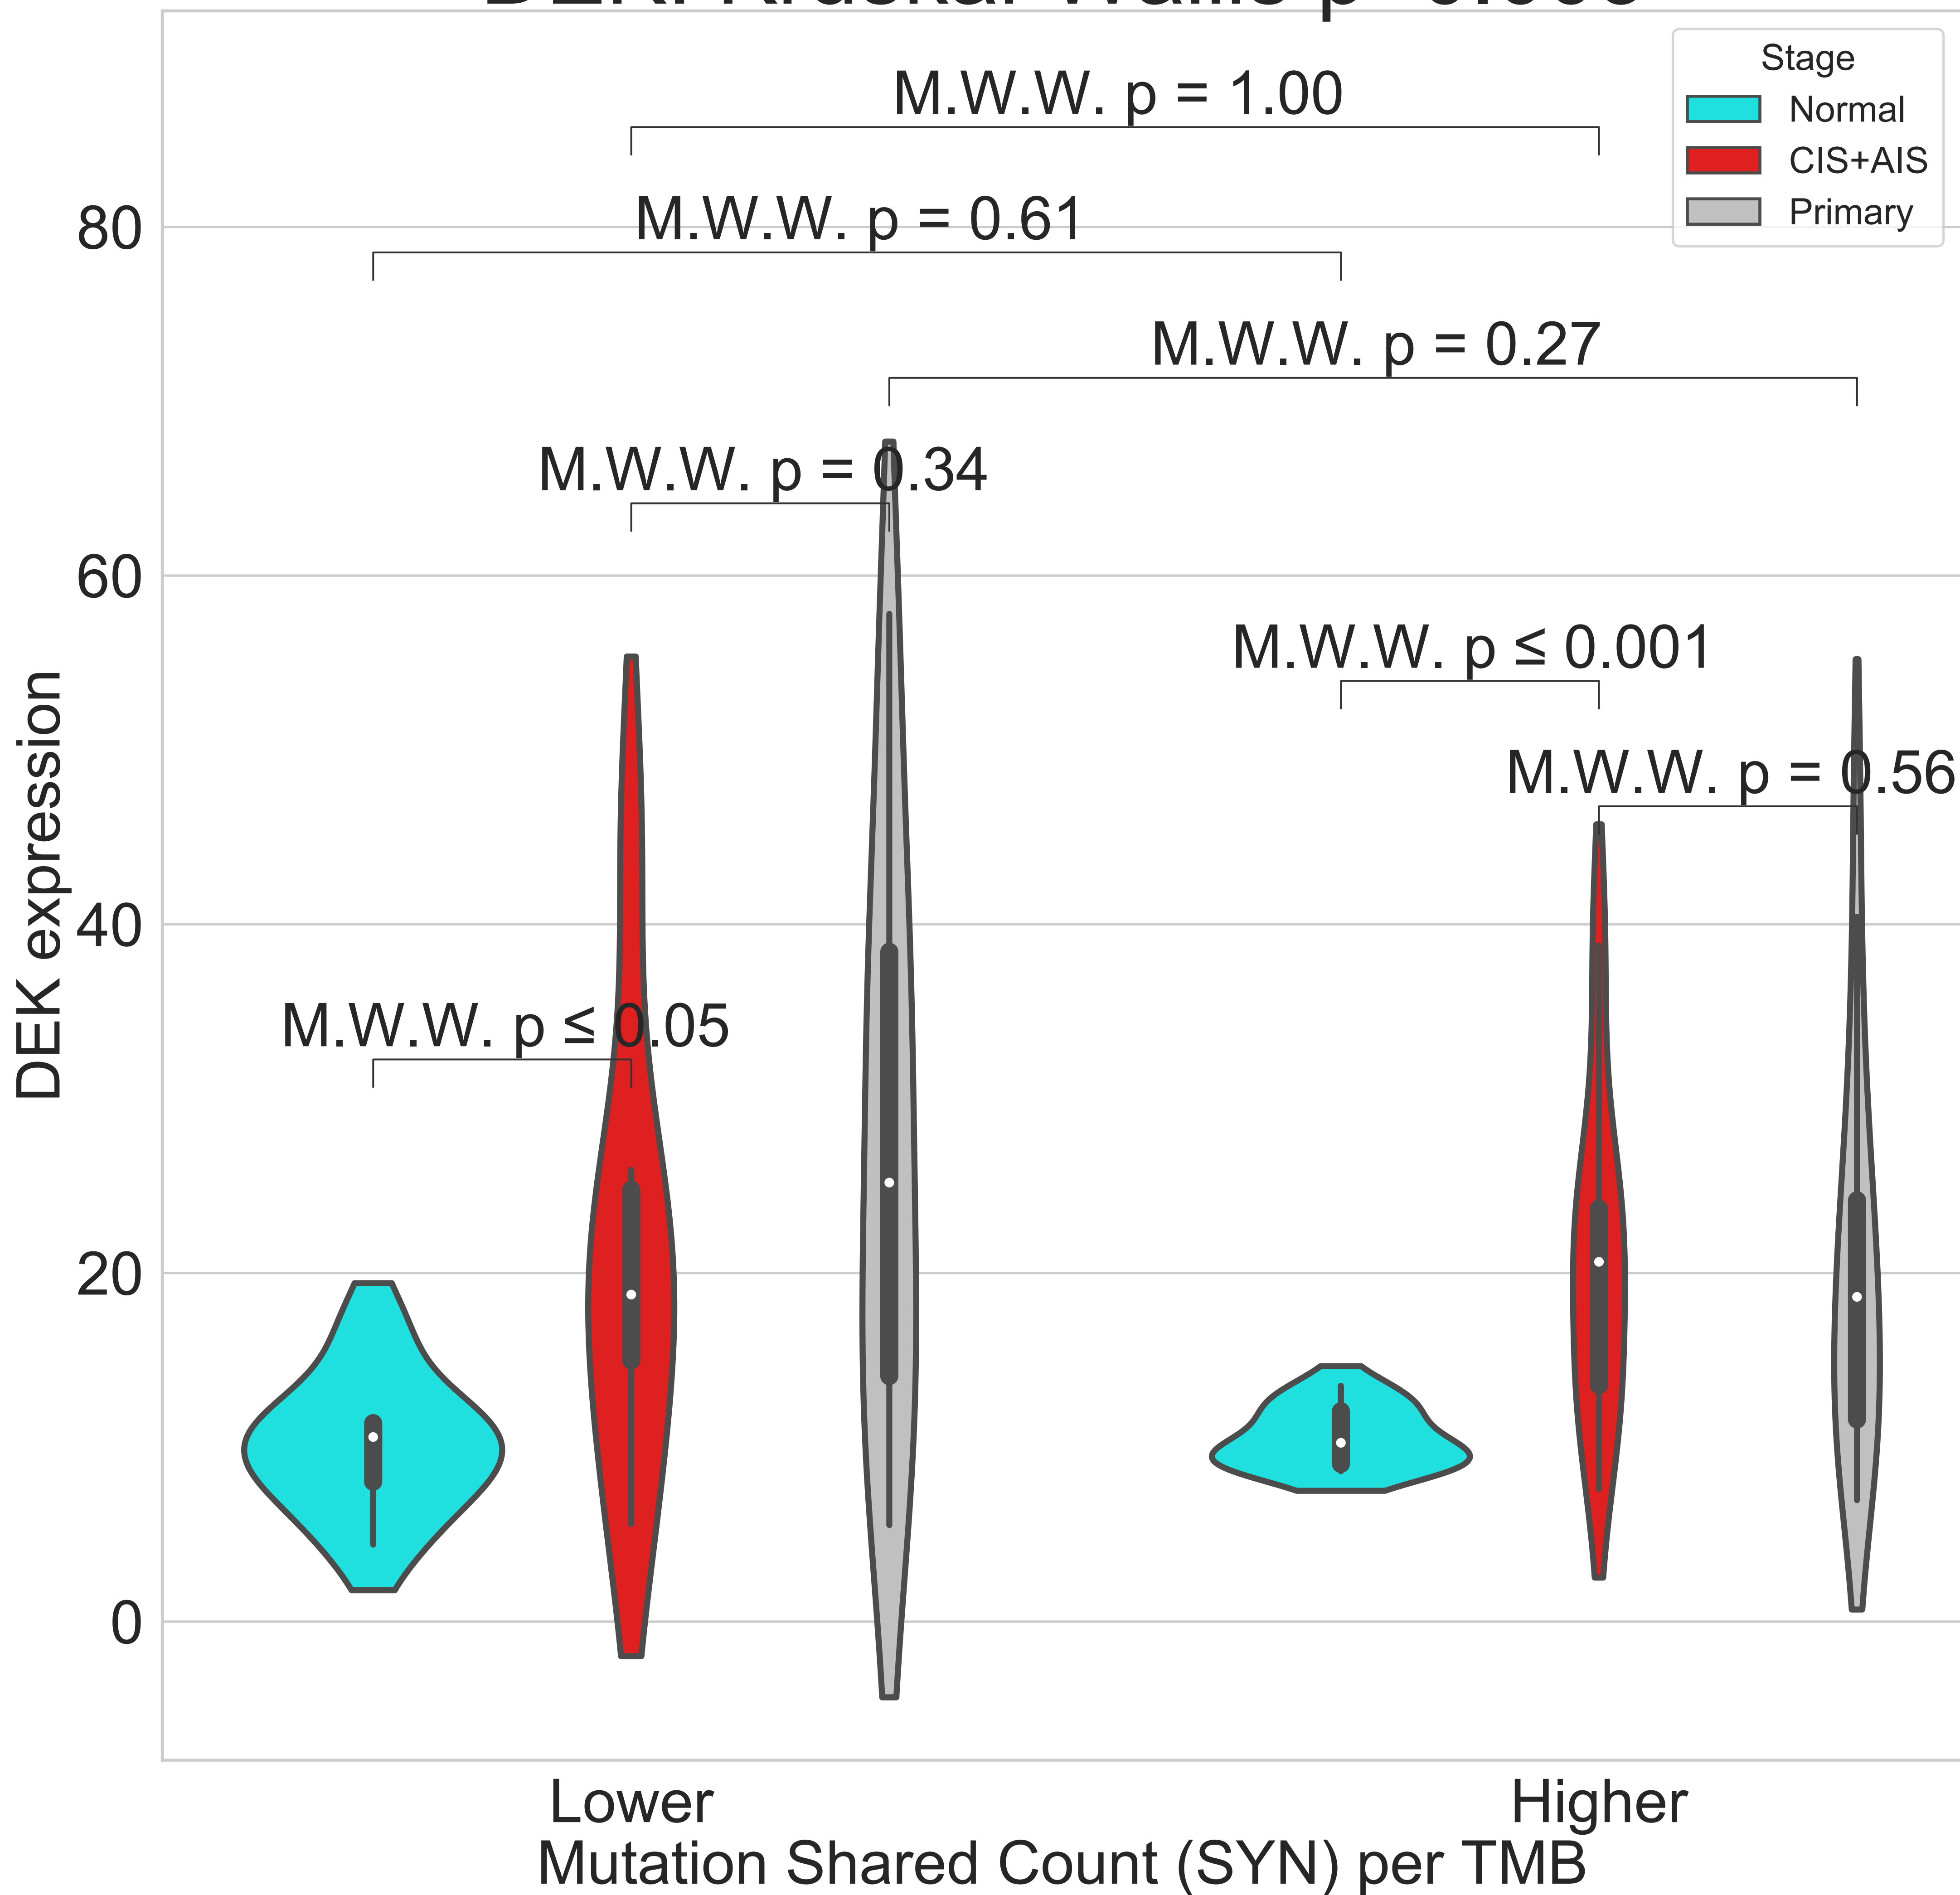 Stage
Normal
CIS+AIS
Primary
M.W.W. p = 1.00
M.W.W. p = 0.61
M.W.W. p = 0.27
M.W.W. p = 0.34
M.W.W. p ≤ 0.001
M.W.W. p = 0.56
M.W.W. p ≤ 0.05
80
60
40
20
0
DEK expression
Lower
Higher
Mutation Shared Count (SYN) per TMB